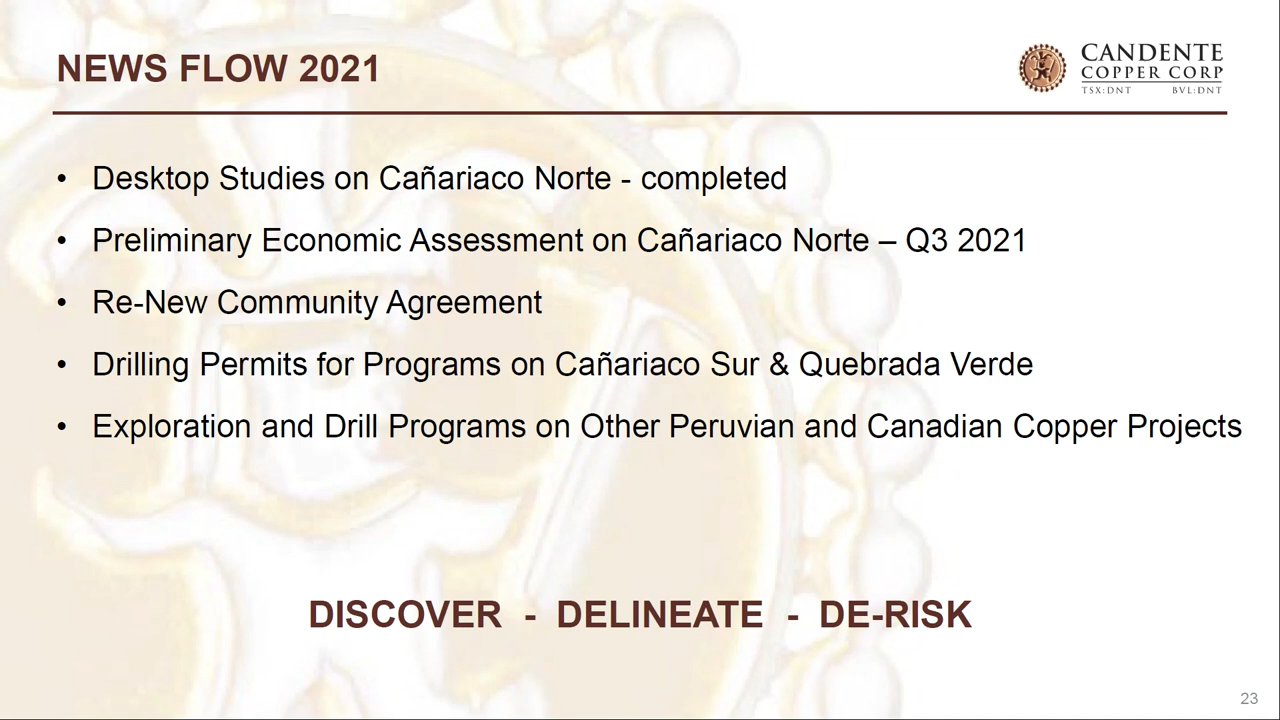 NEWS FLOW 2021
CANDENTE
COPPER CORP
TSX:DNT BVL:DNT
• Desktop Studies on Cañariaco Norte - completed
• Preliminary Economic Assessment on Cañariaco Norte – Q3 2021
• Re-New Community Agreement
• Drilling Permits for Programs on Cañariaco Sur & Quebrada Verde
• Exploration and Drill Programs on Other Peruvian and Canadian Copper Projects
DISCOVER - DELINEATE - DE-RISK
23